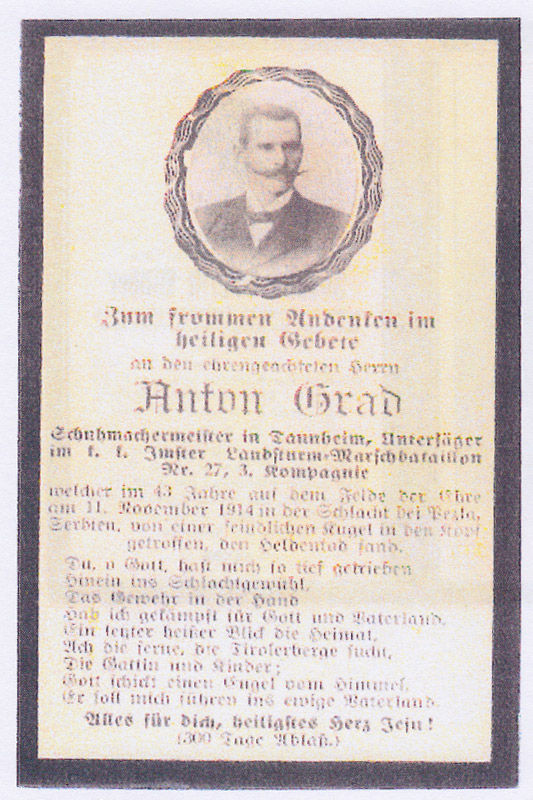 Zum frommen Andenken im
heiligen Gebete
an den ehrengeachteten Herrn
Anton Grad
Schuhmachermeister in Tannheim, Unterjäger
im k. k. Imster Landsturm-Marschbataillon
Nr. 27, 3. Kompagnie
welcher im 43 Jahre auf dem Felde der Ehre
am 11. November 1914 in der Schlacht bei
Serbien, von einer feindlichen Kugel in den Kopf
getroffen, den Heldentod fand.
Du, o Gott, hast mich so tief getrieben
Hinein ins Schlachtgewühl,
Das Gewehr in der Hand
Hab ich gekämpft für Gott und Vaterland.
Ein letzter heißer Blick die Heimat,
Ach die ferne, die Tirolerberge sucht,
Die Gattin und Kinder;
Gott schickt einen Engel vom Himmel,
Er soll mich führen ins ewige Vaterland.
Alles für dich, heiligstes Herz Jesu!
(300 Tage Ablaß.)